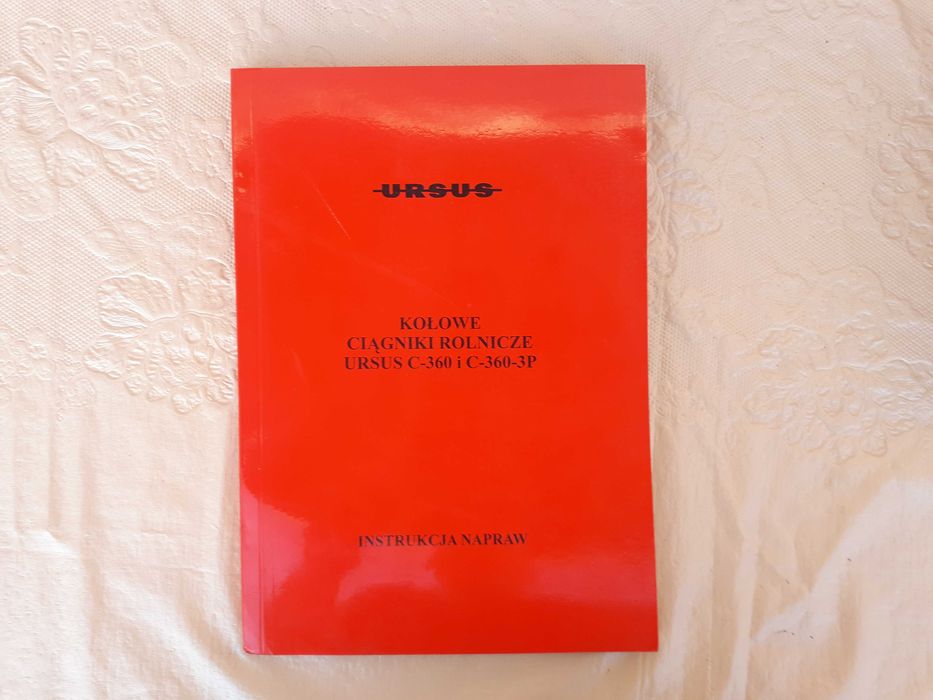 URSUS
KOŁOWE
CIĄGNIKI ROLNICZE
URSUS C-360 i C-360-3P
INSTRUKCJA NAPRAW